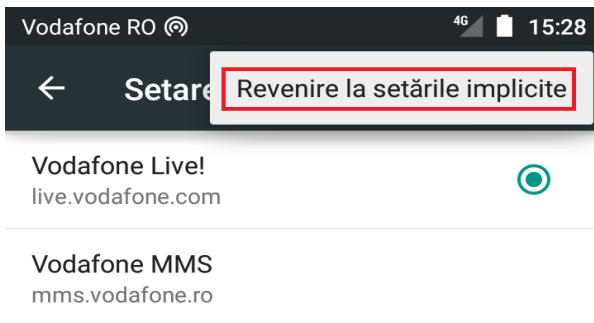 Vodafone RO 4G 15:28
Setare Revenire la setările implicite
Vodafone Live!
live.vodafone.com
Vodafone MMS
mms.vodafone.ro